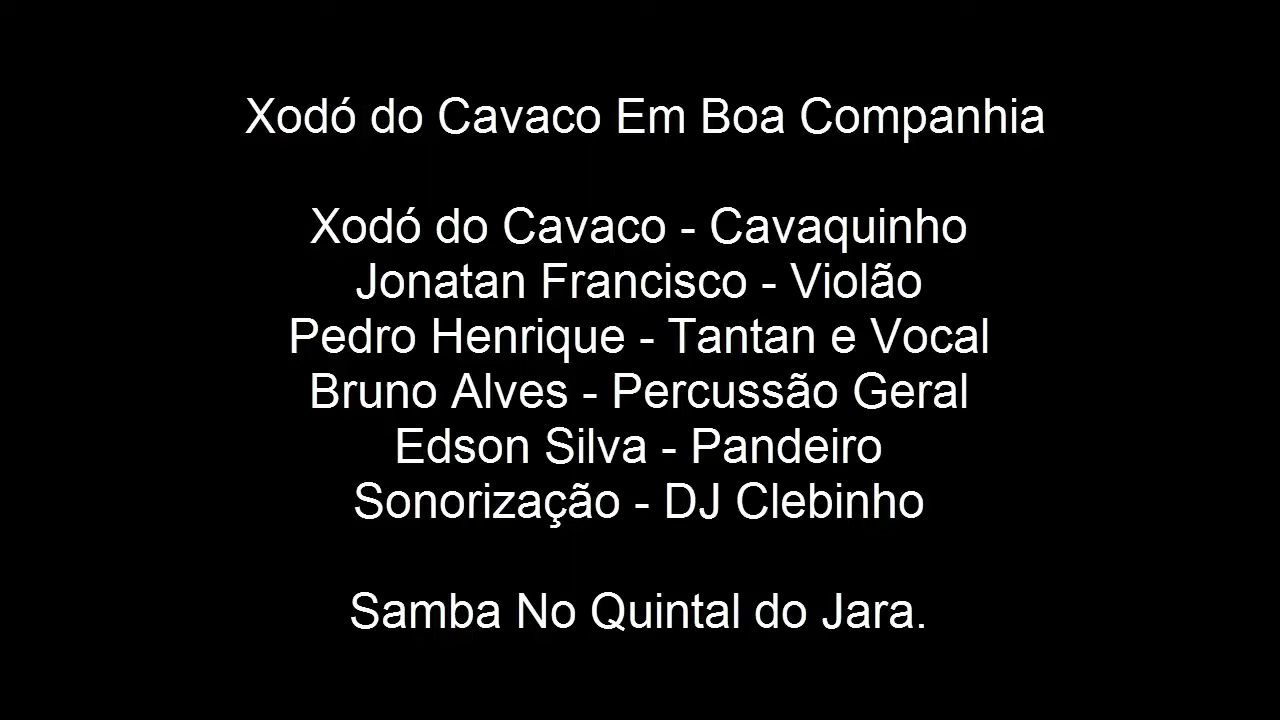 Xodó do Cavaco Em Boa Companhia
Xodó do Cavaco - Cavaquinho
Jonatan Francisco - Violão
Pedro Henrique - Tantan e Vocal
Bruno Alves - Percussão Geral
Edson Silva - Pandeiro
Sonorização - DJ Clebinho
Samba No Quintal do Jara.